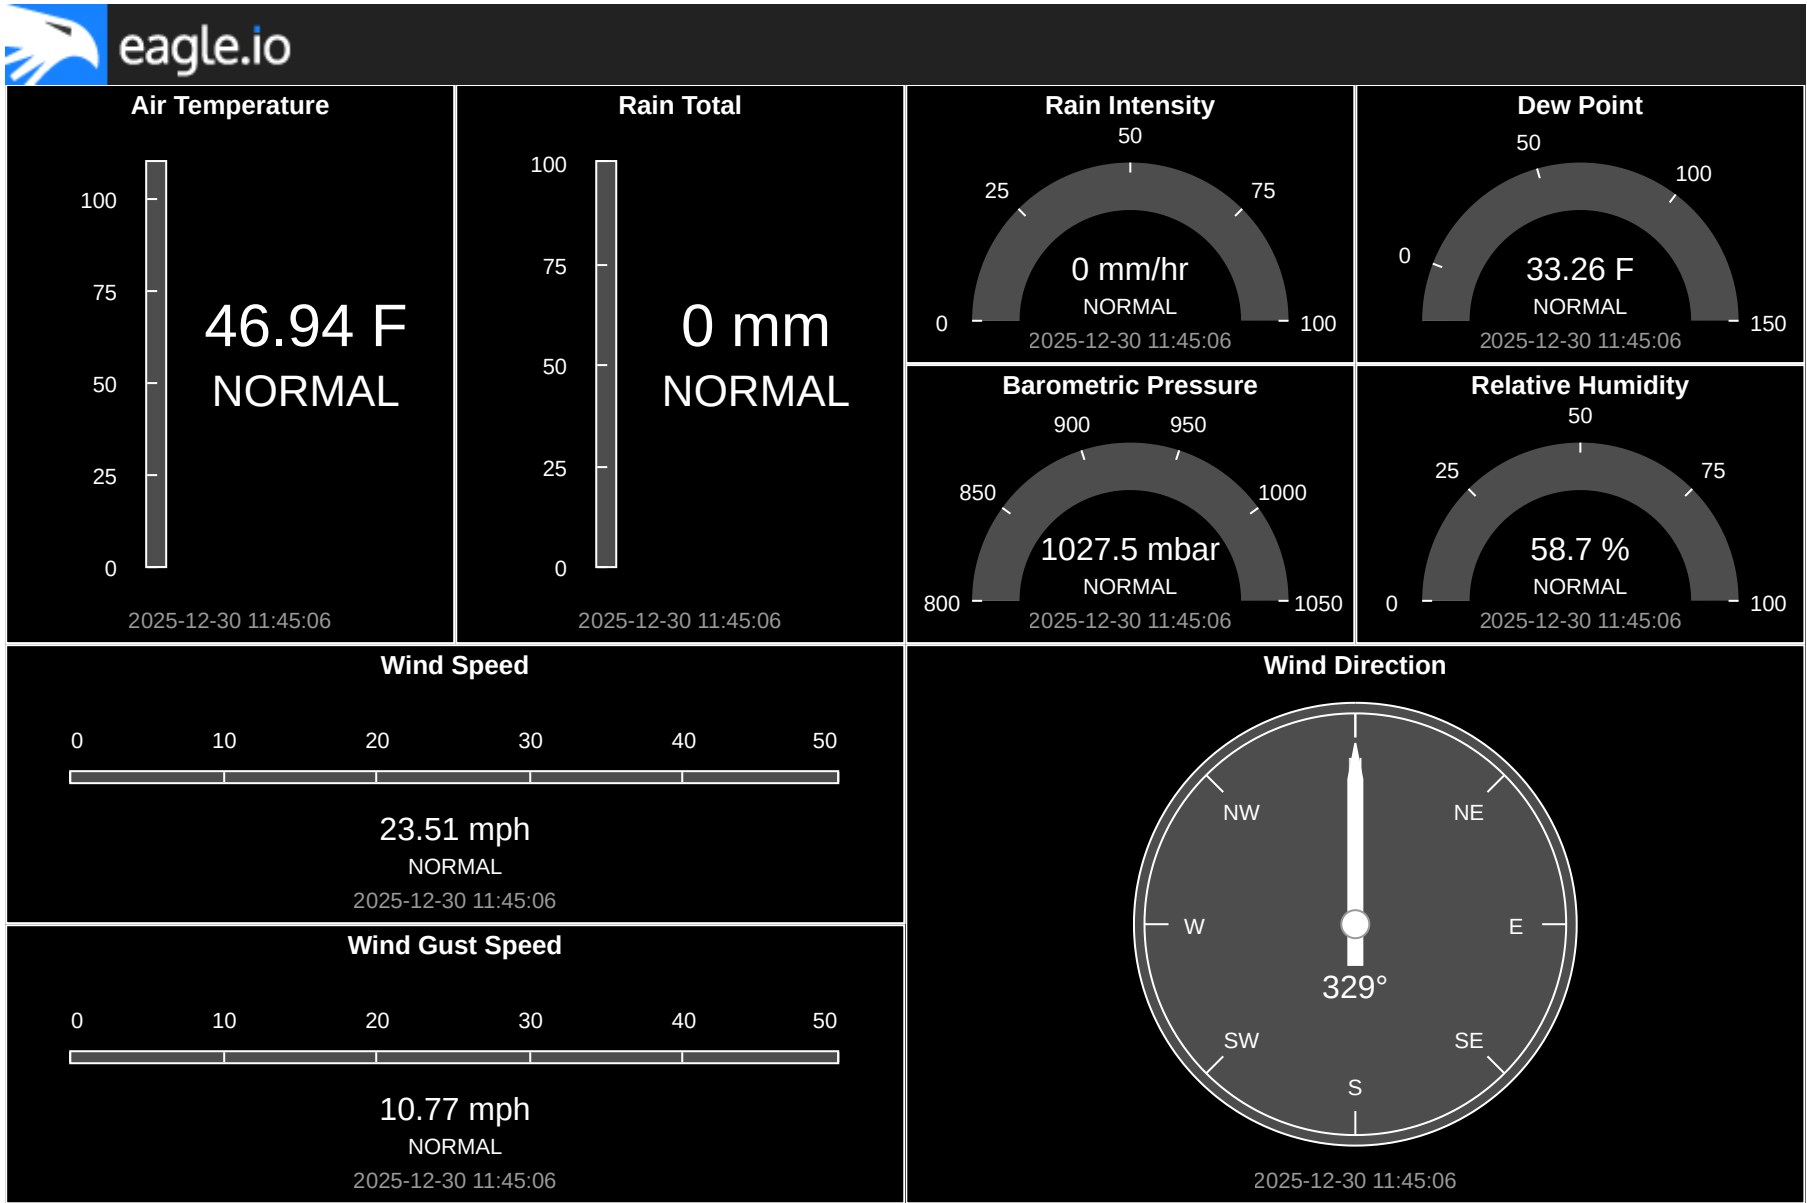 eagle.io
Air Temperature
100
75
50
25
0
46.94 F
NORMAL
2025-12-30 11:45:06
Rain Total
100
75
50
25
0
0 mm
NORMAL
2025-12-30 11:45:06
Rain Intensity
50
25
75
0
100
0 mm/hr
NORMAL
2025-12-30 11:45:06
Dew Point
50
100
0
150
33.26 F
NORMAL
2025-12-30 11:45:06
Barometric Pressure
900
950
850
1000
800
1050
1027.5 mbar
NORMAL
2025-12-30 11:45:06
Relative Humidity
50
25
75
0
100
58.7 %
NORMAL
2025-12-30 11:45:06
Wind Speed
0 10 20 30 40 50
23.51 mph
NORMAL
2025-12-30 11:45:06
Wind Gust Speed
0 10 20 30 40 50
10.77 mph
NORMAL
2025-12-30 11:45:06
Wind Direction
NW NE
W E
329°
SW SE
S
2025-12-30 11:45:06